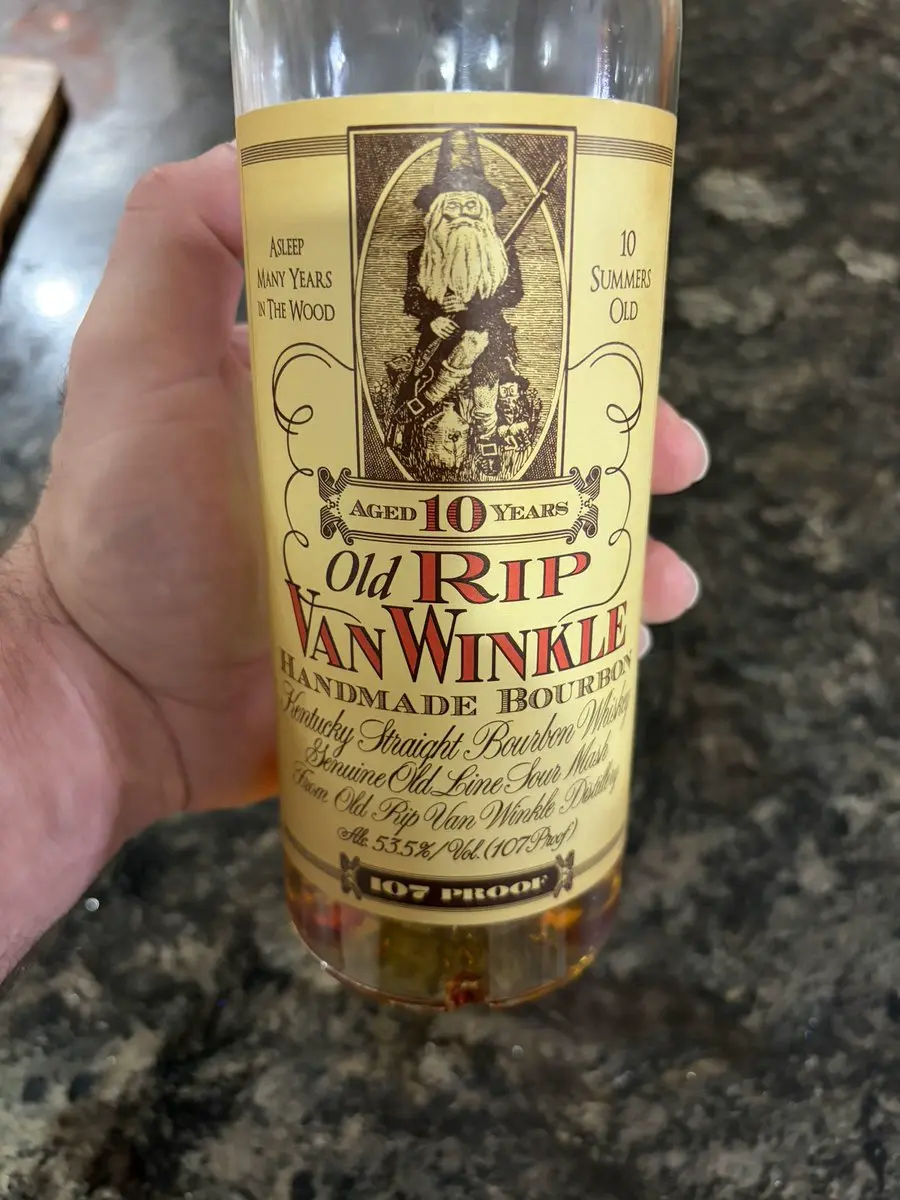 Asleep
Many Years
in The Wood
10
Summers
Old
Aged 10 Years
Old Rip
Van Winkle
Handmade Bourbon
Kentucky Straight Bourbon Whiskey
Genuine Old Line Sour Mash
From Old Rip Van Winkle Distillery
Alc. 53.5%/Vol. (107 Proof)
107 PROOF